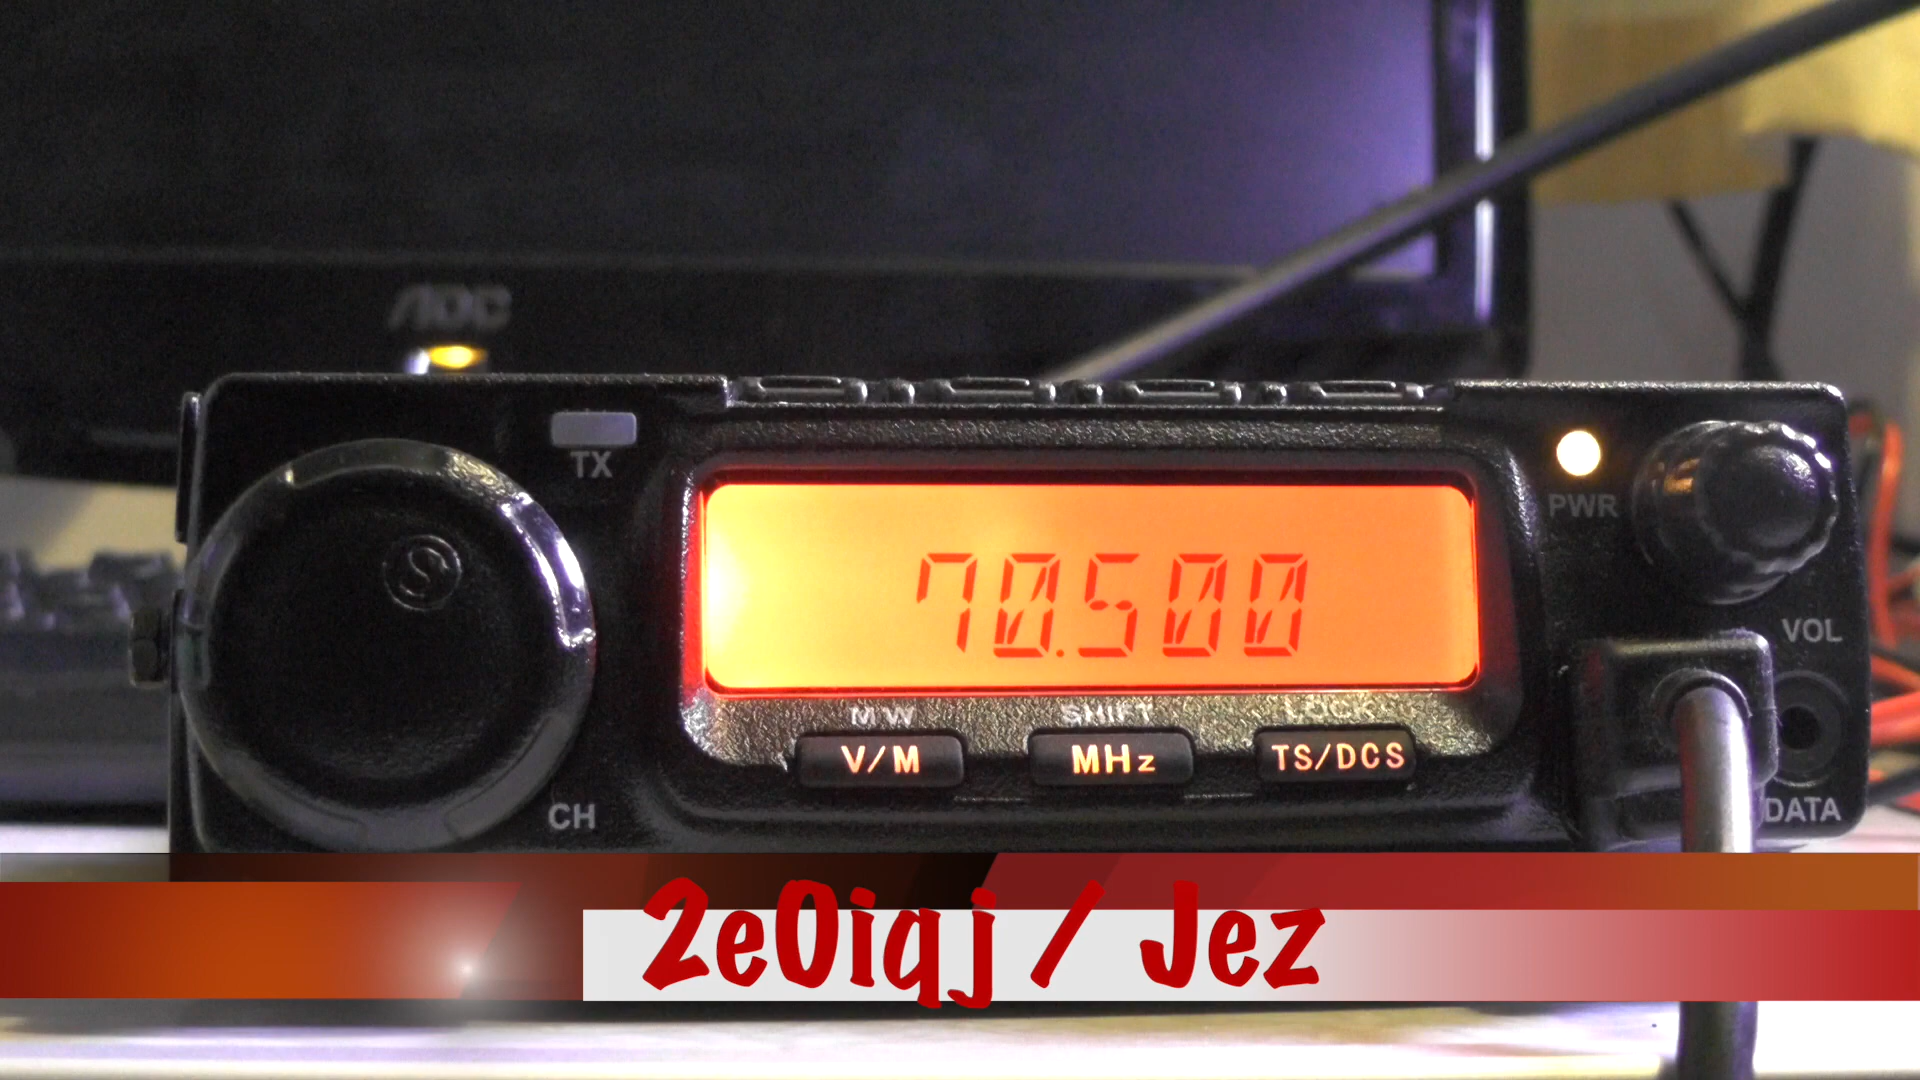 AOC
TX
PWR
70.500
VOL
MW SHIFT LOCK
V/M MHz TS/DCS
CH
DATA
2e0iqj / Jez